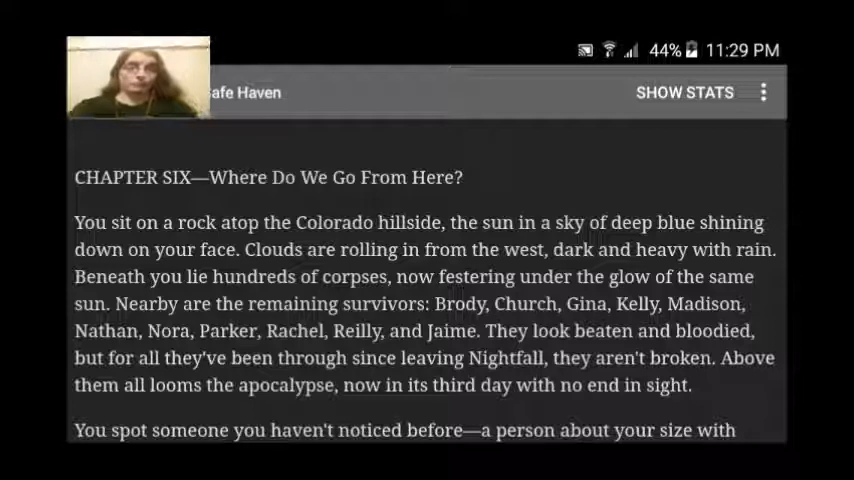 44% 11:29 PM
afe Haven SHOW STATS
CHAPTER SIX—Where Do We Go From Here?
You sit on a rock atop the Colorado hillside, the sun in a sky of deep blue shining
down on your face. Clouds are rolling in from the west, dark and heavy with rain.
Beneath you lie hundreds of corpses, now festering under the glow of the same
sun. Nearby are the remaining survivors: Brody, Church, Gina, Kelly, Madison,
Nathan, Nora, Parker, Rachel, Reilly, and Jaime. They look beaten and bloodied,
but for all they've been through since leaving Nightfall, they aren't broken. Above
them all looms the apocalypse, now in its third day with no end in sight.
You spot someone you haven't noticed before—a person about your size with